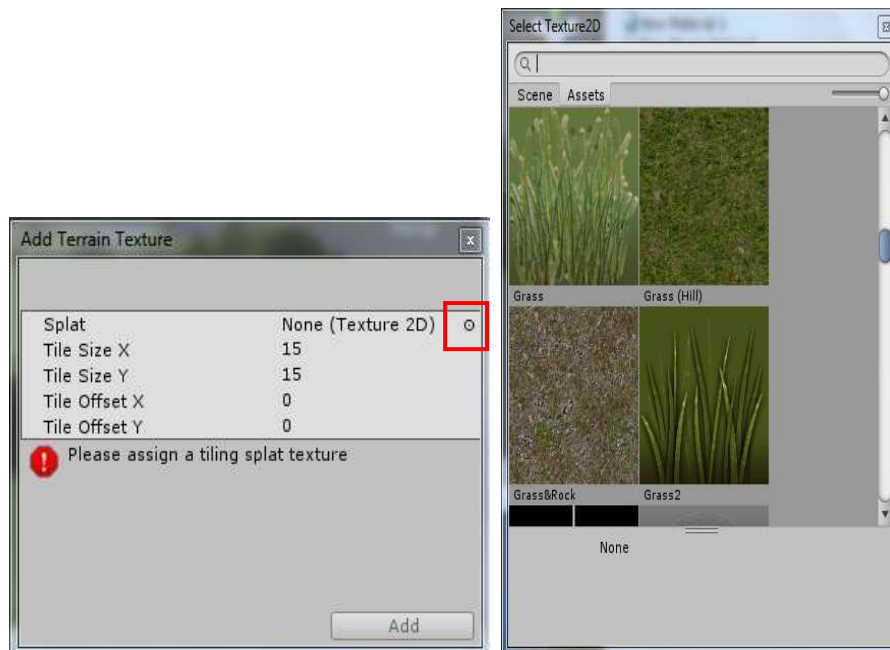 Add Terrain Texture
x
Splat None (Texture 2D)
Tile Size X 15
Tile Size Y 15
Tile Offset X 0
Tile Offset Y 0
Please assign a tiling splat texture
Add
Select Texture2D
Scene Assets
Grass Grass (Hill)
Grass&Rock Grass2
None